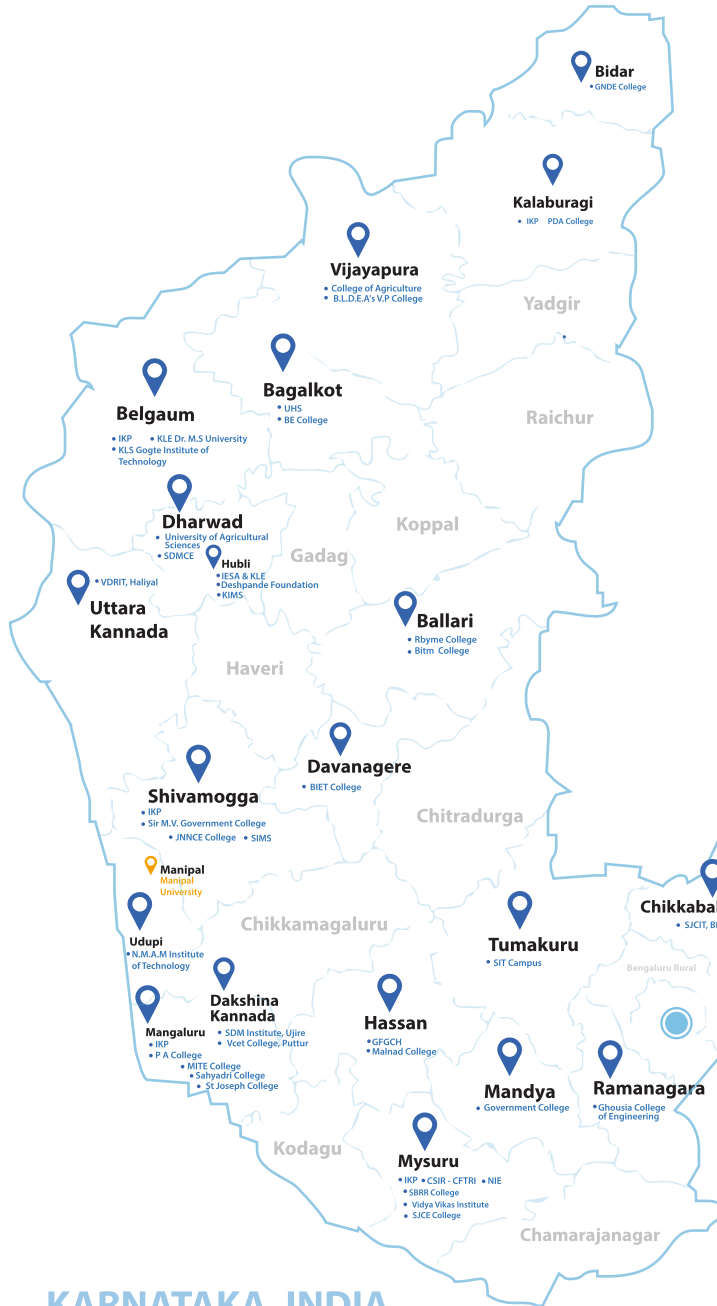 Bidar
• GNDE College
Kalaburagi
• IKP PDA College
Vijayapura
• College of Agriculture
• B.L.D.E.A's V.P College
Yadgir
Bagalkot
• UHS
• BE College
Belgaum
• IKP • KLE Dr. M.S University
• KLS Gogte Institute of
Technology
Raichur
Dharwad
• University of Agricultural
Sciences
• SDMCE
Koppal
Gadag
Hubli
• IESA & KLE
• Deshpande Foundation
• KIMS
• VDRIT, Haliyal
Uttara
Kannada
Ballari
• Rbyme College
• Bitm College
Haveri
Davanagere
• BIET College
Shivamogga
• IKP
• Sir M.V. Government College
• JNNCE College • SIMS
Chitradurga
Manipal
Manipal
University
Chikkamagaluru
Chikkabal
• SJCIT, BI
Udupi
• N.M.A.M Institute
of Technology
Tumakuru
• SIT Campus
Bengaluru Rural
Dakshina
Kannada
• SDM Institute, Ujire
• Vcet College, Puttur
Mangaluru
• IKP
• P A College
• MITE College
• Sahyadri College
• St Joseph College
Hassan
• GFGCH
• Malnad College
Mandya
• Government College
Ramanagara
• Ghousia College
of Engineering
Kodagu
Mysuru
• IKP • CSIR - CFTRI • NIE
• SBRR College
• Vidya Vikas Institute
• SJCE College
Chamarajanagar
KARNATAKA, INDIA